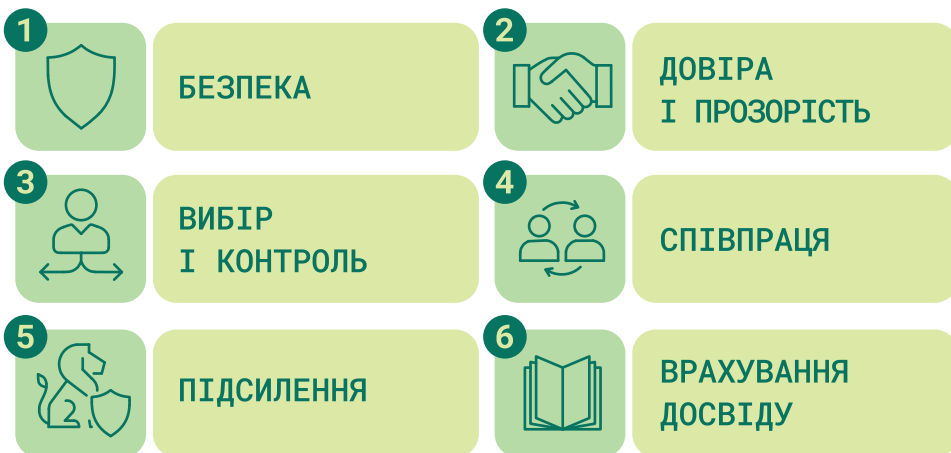 1
БЕЗПЕКА
2
ДОВІРА
І ПРОЗОРІСТЬ
3
ВИБІР
І КОНТРОЛЬ
4
СПІВПРАЦЯ
5
ПІДСИЛЕННЯ
6
ВРАХУВАННЯ
ДОСВІДУ